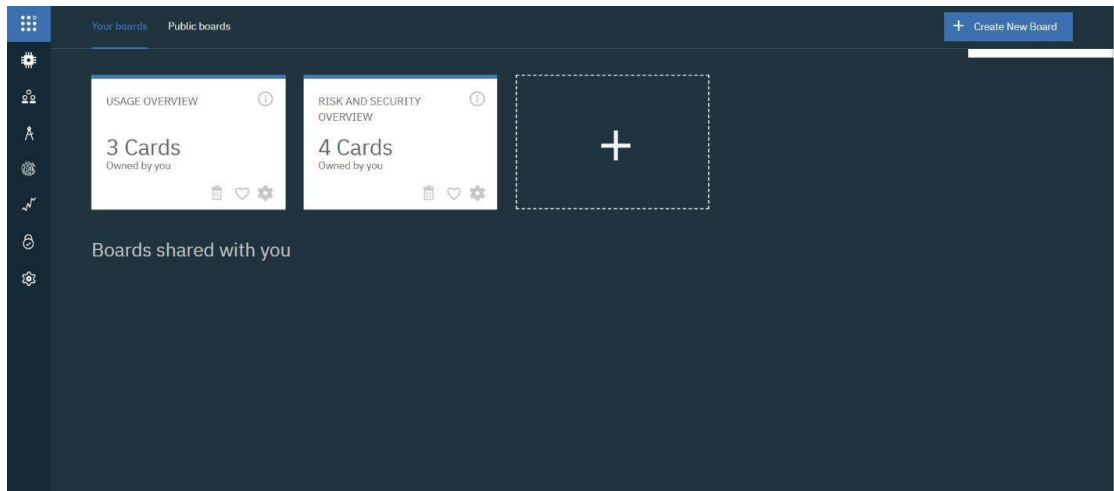 Your boards Public boards + Create New Board
USAGE OVERVIEW
3 Cards
Owned by you
RISK AND SECURITY
OVERVIEW
4 Cards
Owned by you
Boards shared with you